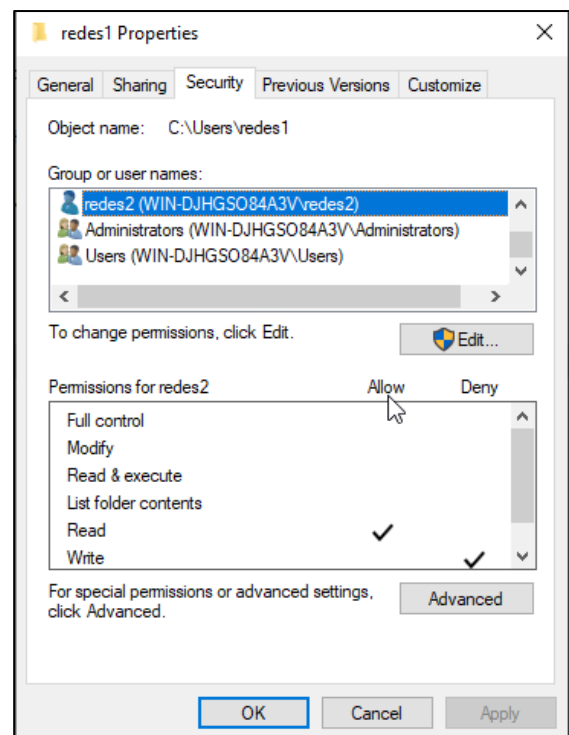 redes1 Properties
General Sharing Security Previous Versions Customize
Object name: C:\Users\redes1
Group or user names:
redes2 (WIN-DJHGSO84A3V\redes2)
Administrators (WIN-DJHGSO84A3V\Administrators)
Users (WIN-DJHGSO84A3V\Users)
To change permissions, click Edit.
Edit...
Permissions for redes2 Allow Deny
Full control
Modify
Read & execute
List folder contents
Read
Write
For special permissions or advanced settings,
click Advanced.
Advanced
OK Cancel Apply